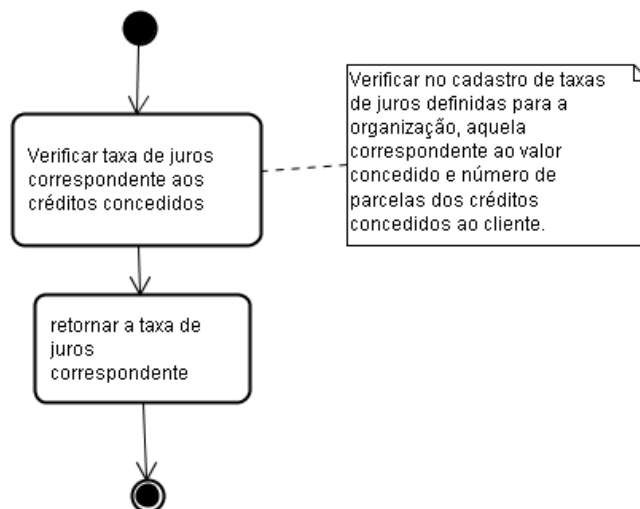 Verificar taxa de juros
correspondente aos
créditos concedidos
Verificar no cadastro de taxas
de juros definidas para a
organização, aquela
correspondente ao valor
concedido e número de
parcelas dos créditos
concedidos ao cliente.
retornar a taxa de
juros
correspondente